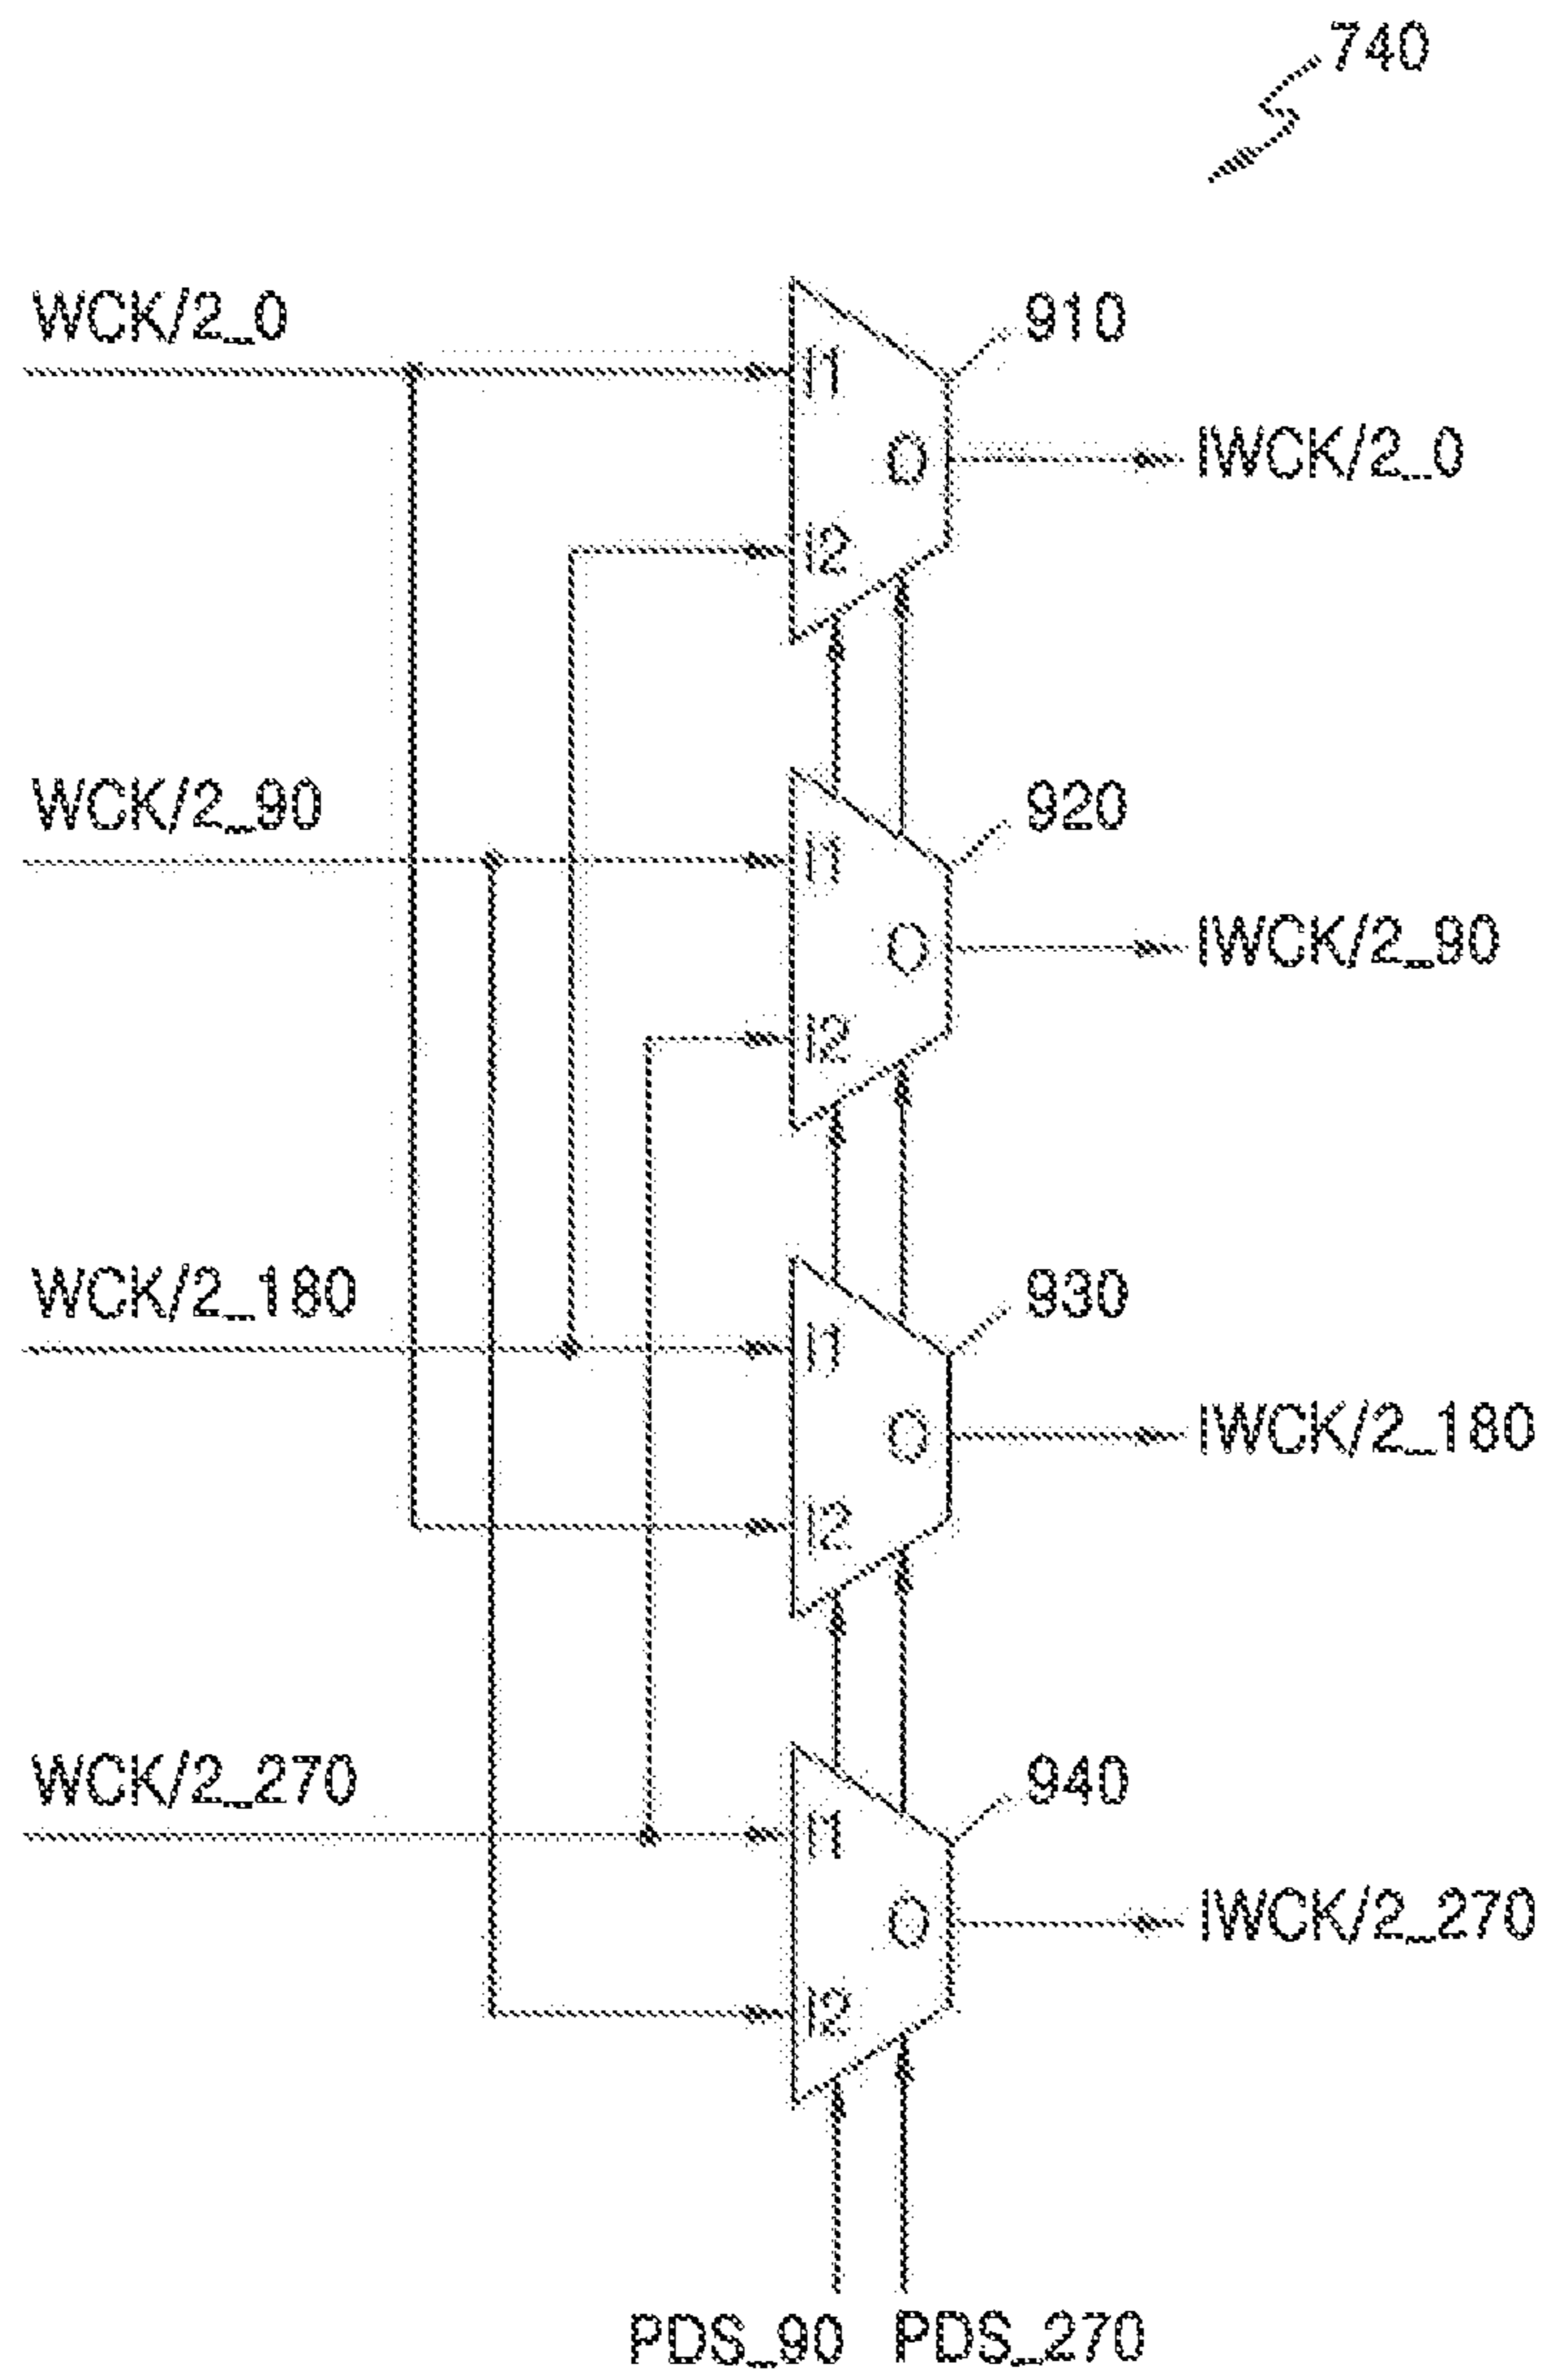 740
WCK/2_0
I1
910
O
IWCK/2_0
I2
WCK/2_90
I1
920
O
IWCK/2_90
I2
WCK/2_180
I1
930
O
IWCK/2_180
I2
WCK/2_270
I1
940
O
IWCK/2_270
I2
PDS_90 PDS_270